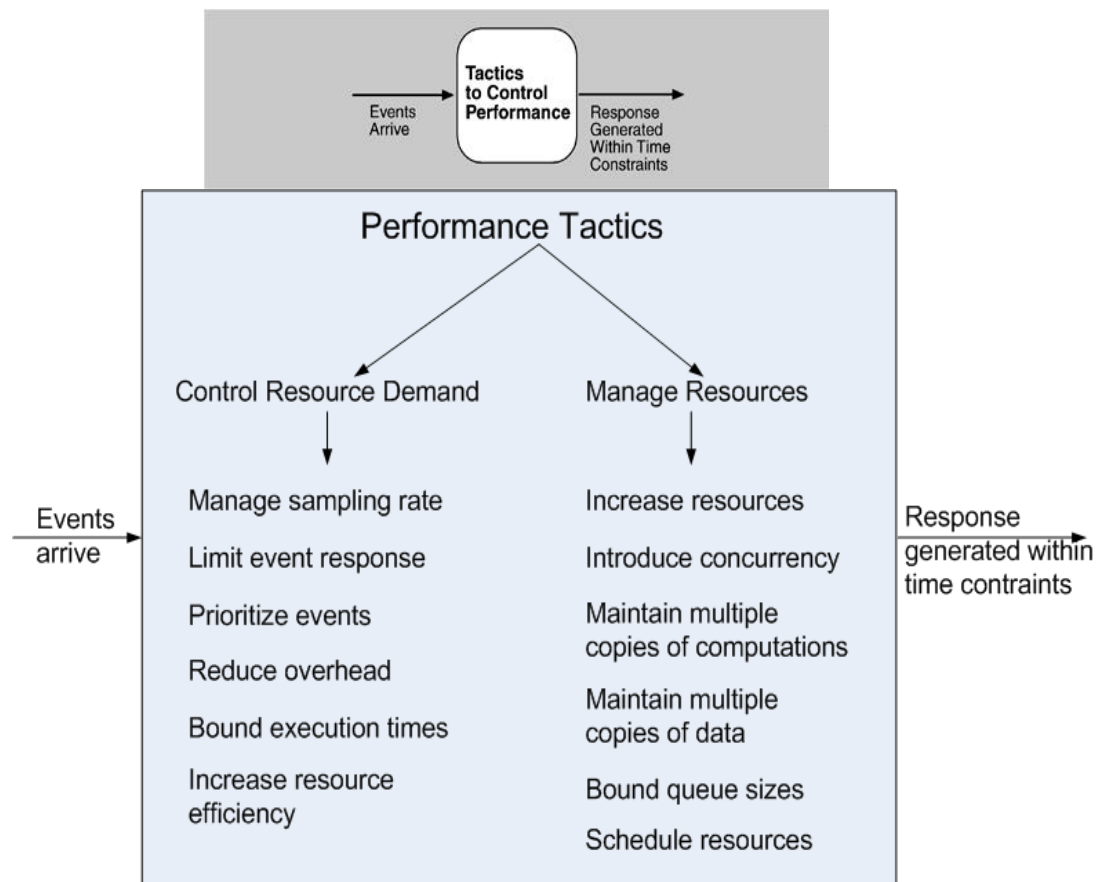 Tactics
to Control
Performance
Events
Arrive
Response
Generated
Within Time
Constraints
Performance Tactics
Control Resource Demand
Manage Resources
Manage sampling rate
Limit event response
Prioritize events
Reduce overhead
Bound execution times
Increase resource
efficiency
Increase resources
Introduce concurrency
Maintain multiple
copies of computations
Maintain multiple
copies of data
Bound queue sizes
Schedule resources
Events
arrive
Response
generated within
time contraints